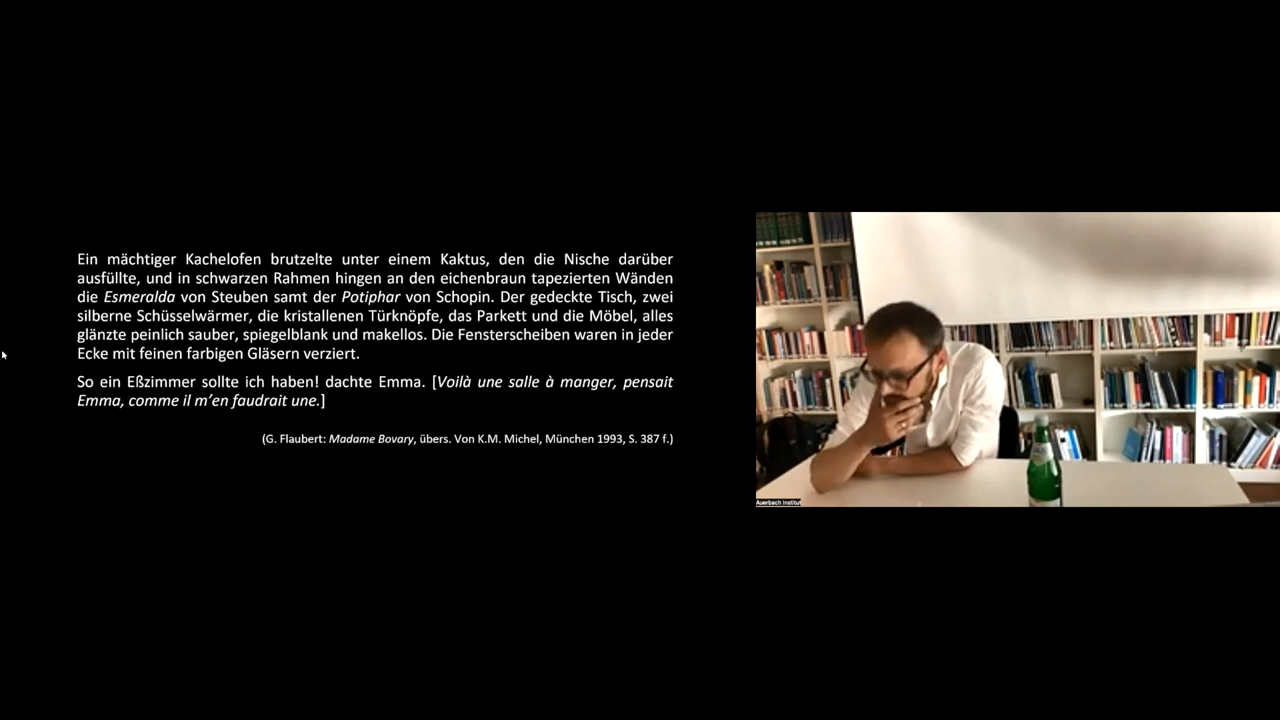 Ein mächtiger Kachelofen brutzelte unter einem Kaktus, den die Nische darüber
ausfüllte, und in schwarzen Rahmen hingen an den eichenbraun tapezierten Wänden
die Esmeralda von Steuben samt der Potiphar von Schopin. Der gedeckte Tisch, zwei
silberne Schüsselwärmer, die kristallenen Türknöpfe, das Parkett und die Möbel, alles
glänzte peinlich sauber, spiegelblank und makellos. Die Fensterscheiben waren in jeder
Ecke mit feinen farbigen Gläsern verziert.
So ein Eßzimmer sollte ich haben! dachte Emma. [Voilà une salle à manger, pensait
Emma, comme il m’en faudrait une.]
(G. Flaubert: Madame Bovary, übers. Von K.M. Michel, München 1993, S. 387 f.)
Auerbach Institut